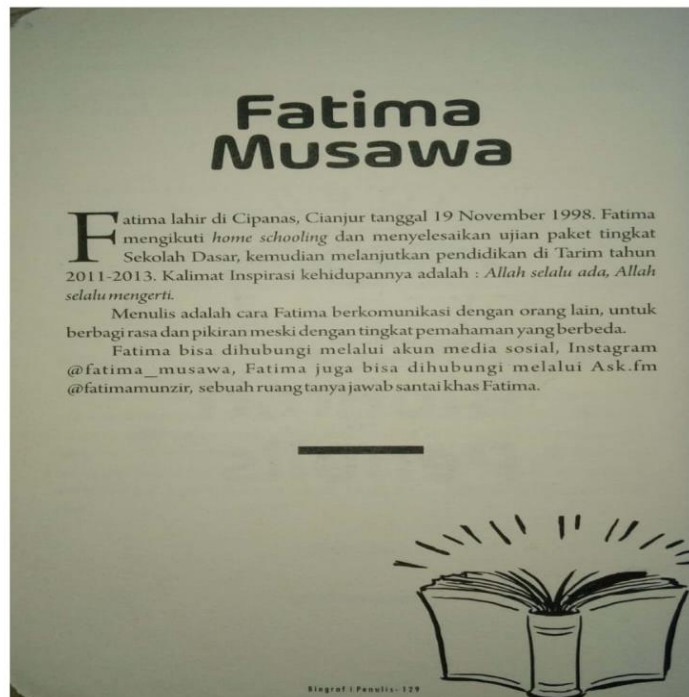 Fatima
Musawa
Fatima lahir di Cipanas, Cianjur tanggal 19 November 1998. Fatima
mengikuti home schooling dan menyelesaikan ujian paket tingkat
Sekolah Dasar, kemudian melanjutkan pendidikan di Tarim tahun
2011-2013. Kalimat Inspirasi kehidupannya adalah : Allah selalu ada, Allah
selalu mengerti.
Menulis adalah cara Fatima berkomunikasi dengan orang lain, untuk
berbagi rasa dan pikiran meski dengan tingkat pemahaman yang berbeda.
Fatima bisa dihubungi melalui akun media sosial, Instagram
@fatima_musawa, Fatima juga bisa dihubungi melalui Ask.fm
@fatimamunzir, sebuah ruang tanya jawab santai khas Fatima.
Biografi Penulis- 129